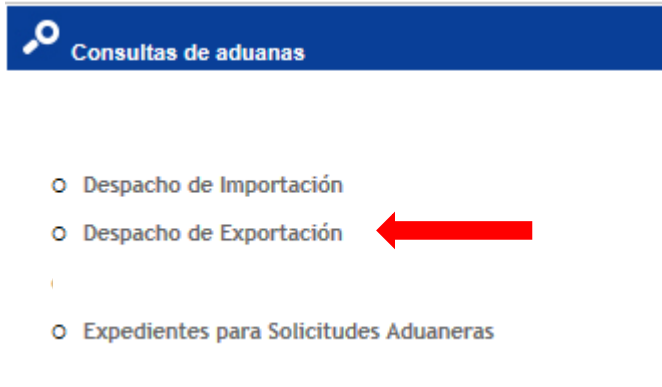 Consultas de aduanas
Despacho de Importación
Despacho de Exportación
Expedientes para Solicitudes Aduaneras